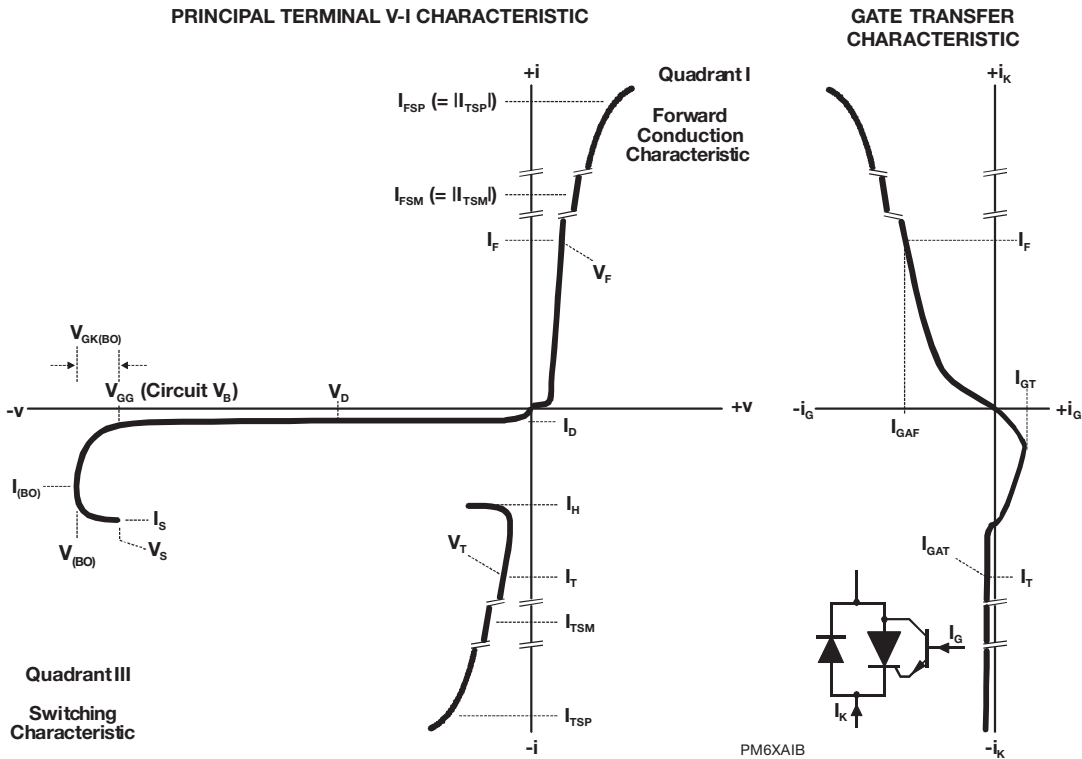 PRINCIPAL TERMINAL V-I CHARACTERISTIC
GATE TRANSFER
CHARACTERISTIC
+i
Quadrant I
IFSP (= |ITSP|)
Forward
Conduction
Characteristic
IFSM (= |ITSM|)
IF
VF
VGK(BO)
VGG (Circuit VB)
VD
-v
+v
ID
I(BO)
IS
V(BO)
VS
IH
VT
IT
ITSM
Quadrant III
Switching
Characteristic
ITSP
-i
+iK
IF
IGT
-iG
+iG
IGAF
IGAT
IT
IG
IK
PM6XAIB
-iK